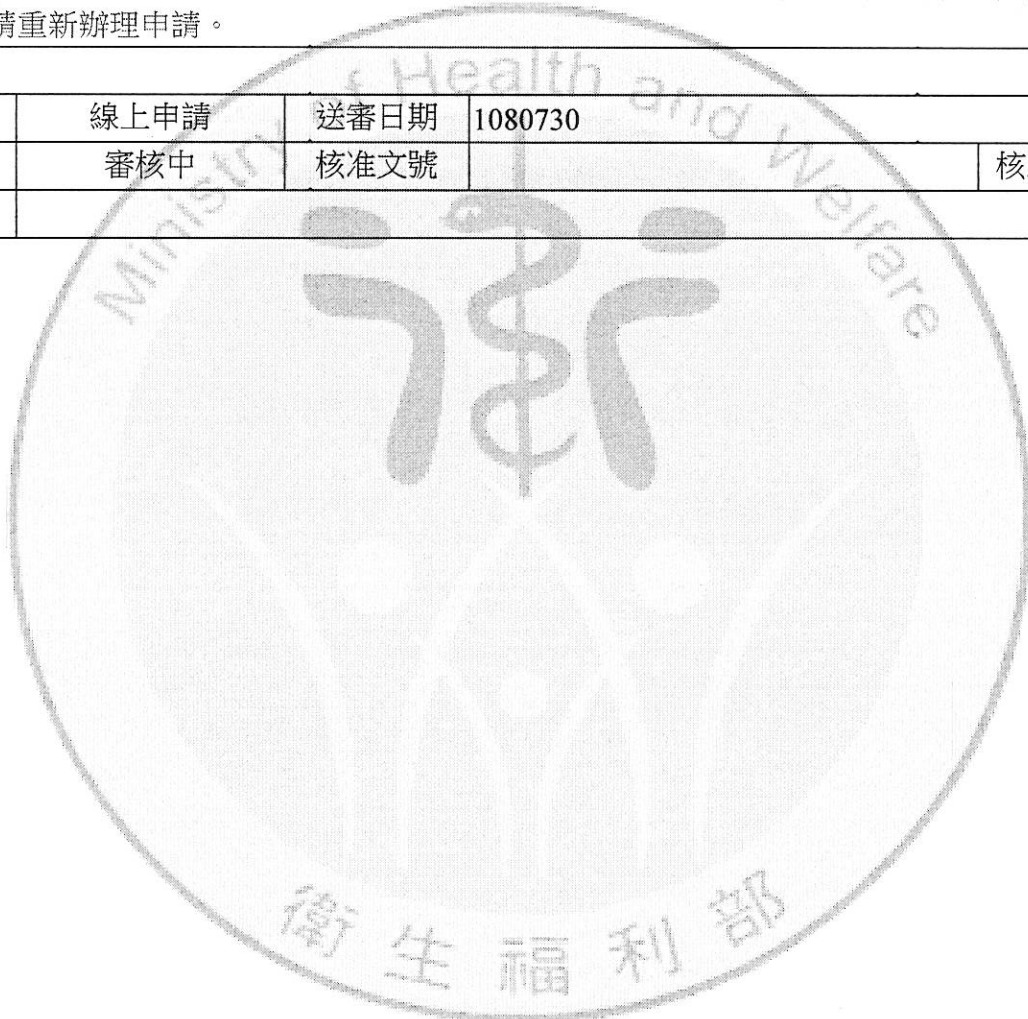 請重新辦理申請。
線上申請 送審日期 1080730
審核中 核准文號 核
Ministry of Health and Welfare
衛生福利部